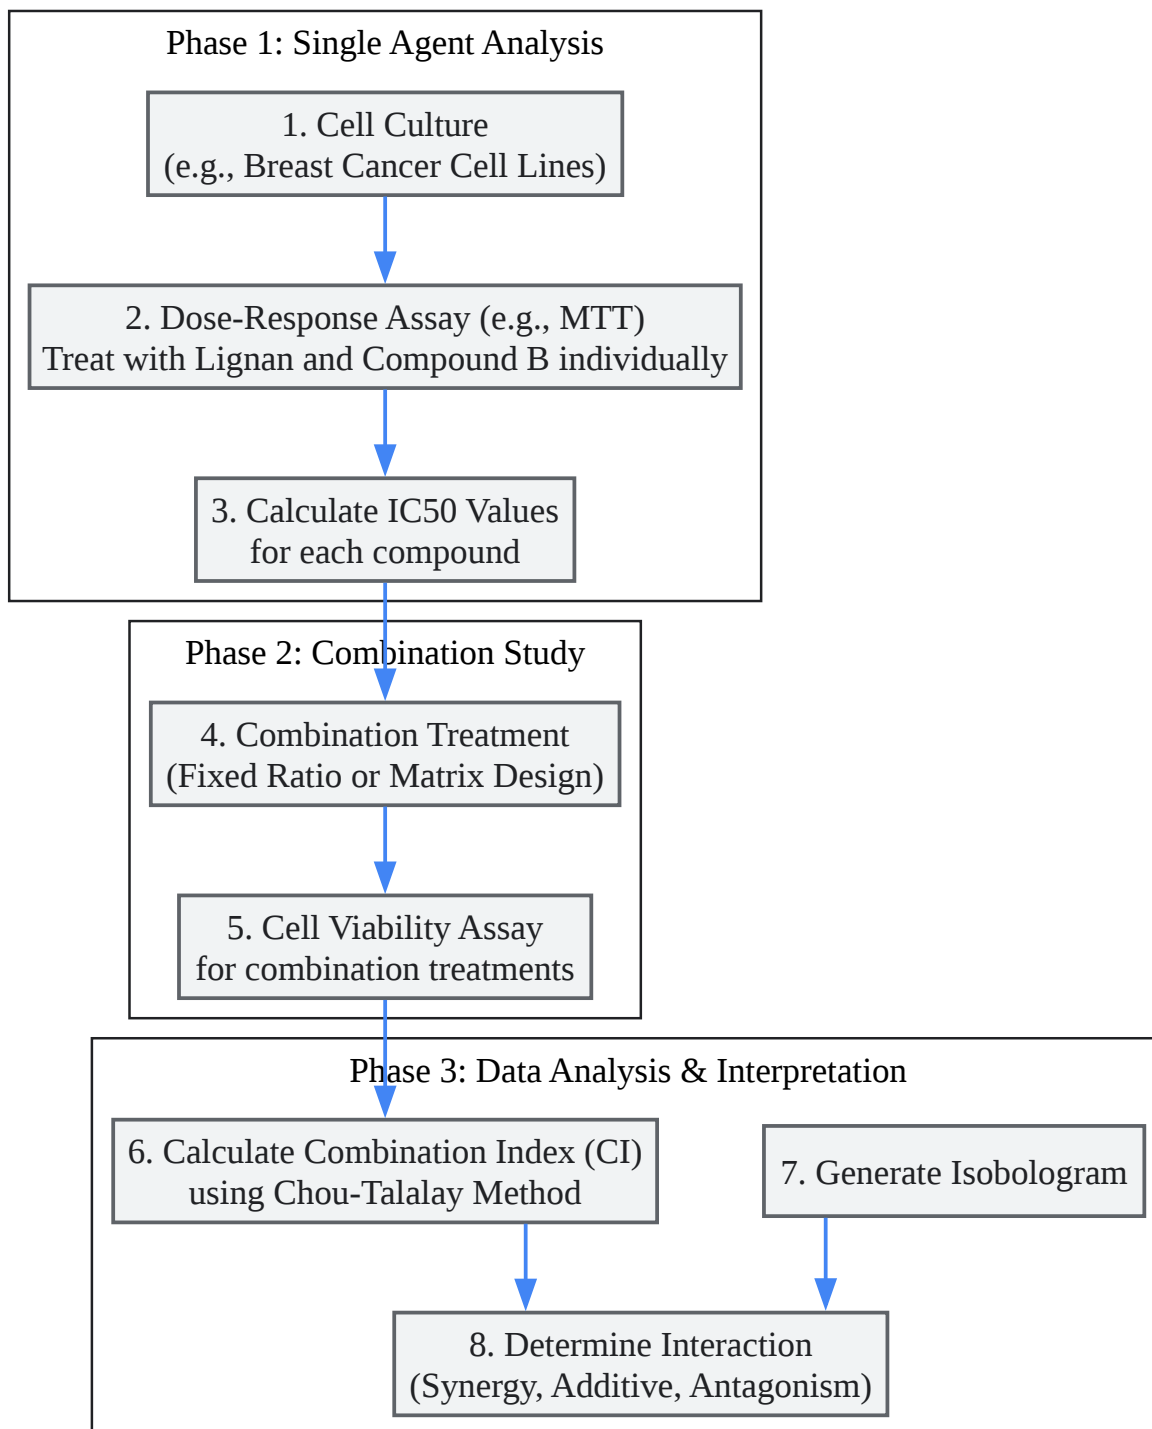 Phase 1: Single Agent Analysis
1. Cell Culture
(e.g., Breast Cancer Cell Lines)
2. Dose-Response Assay (e.g., MTT)
Treat with Lignan and Compound B individually
3. Calculate IC50 Values
for each compound
Phase 2: Combination Study
4. Combination Treatment
(Fixed Ratio or Matrix Design)
5. Cell Viability Assay
for combination treatments
Phase 3: Data Analysis & Interpretation
6. Calculate Combination Index (CI)
using Chou-Talalay Method
7. Generate Isobologram
8. Determine Interaction
(Synergy, Additive, Antagonism)